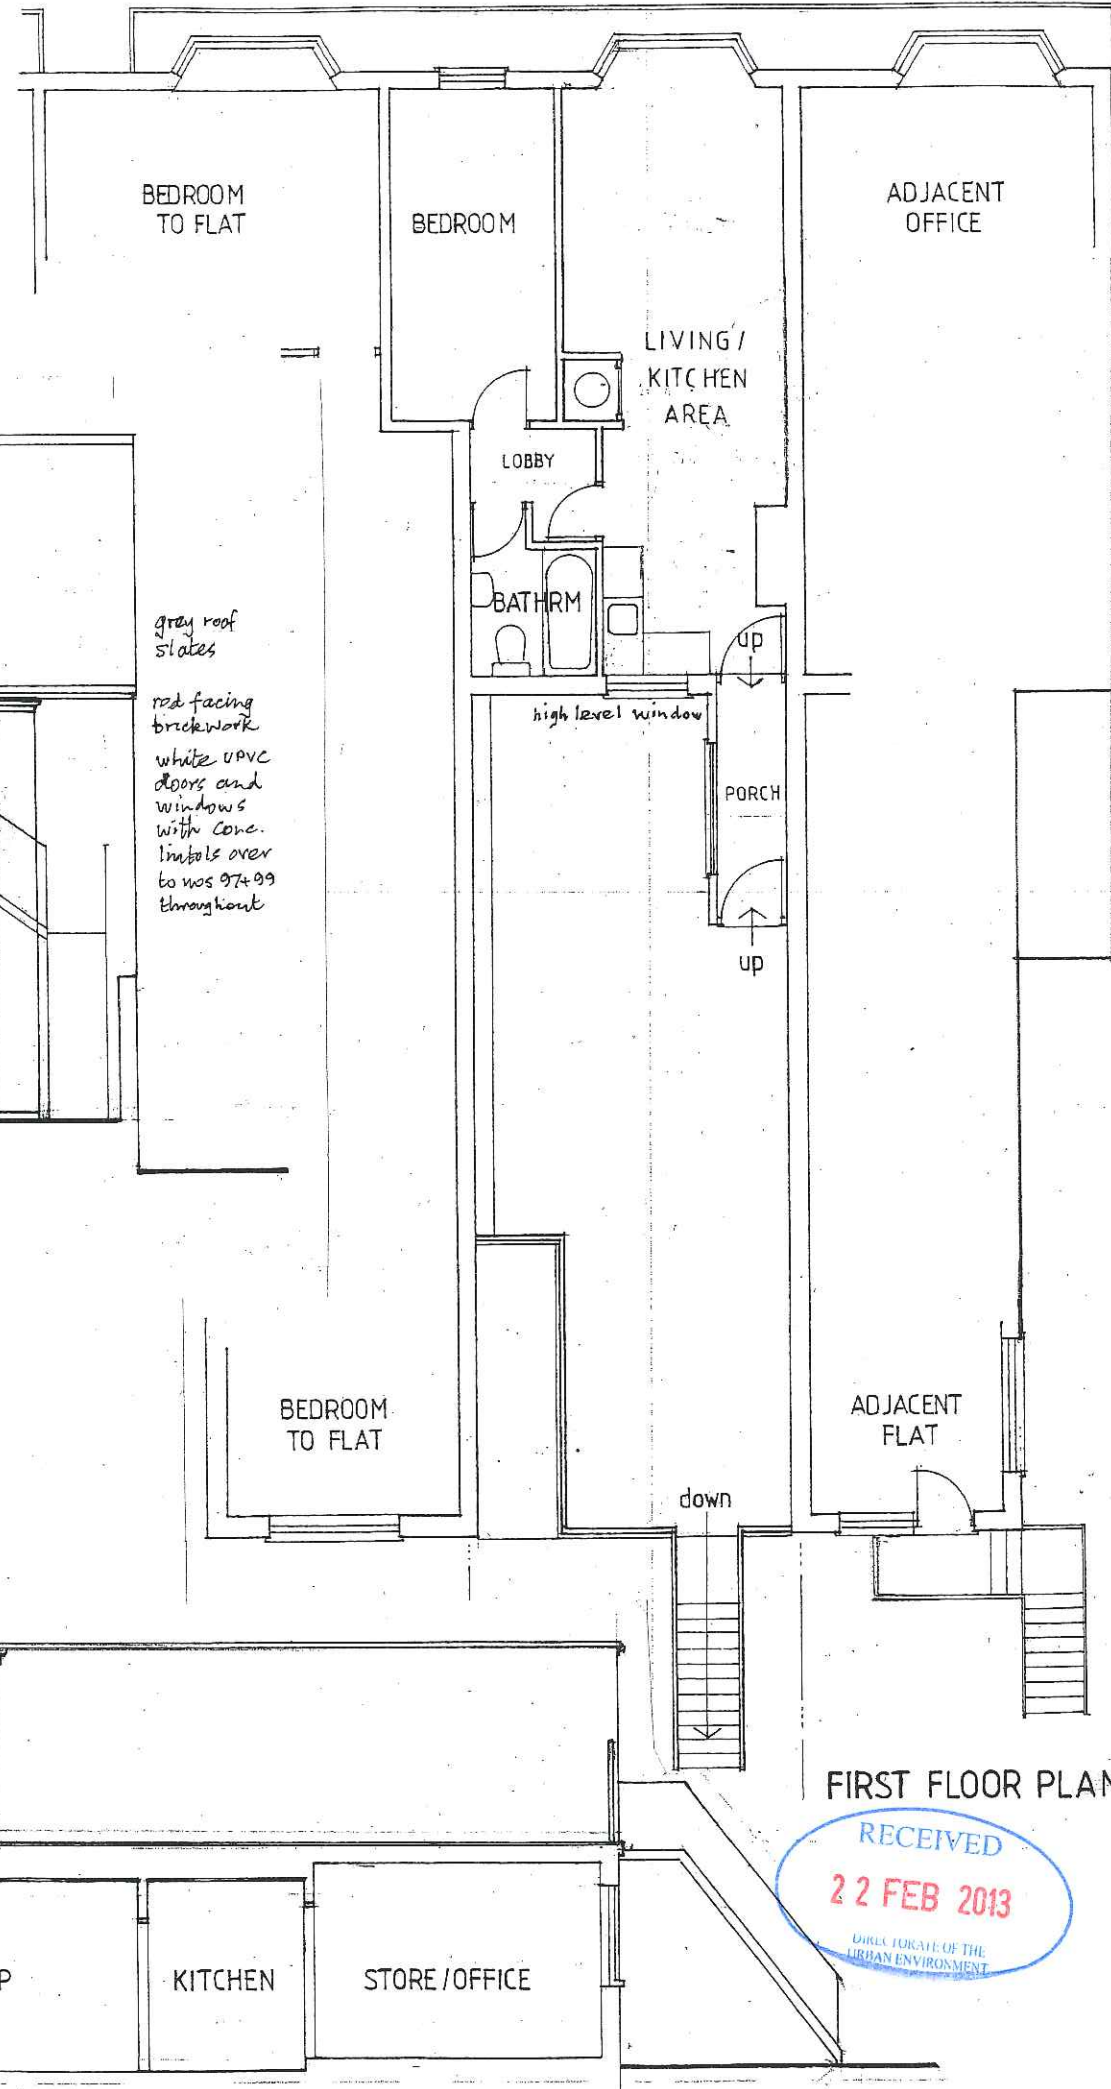 BEDROOM
TO FLAT
BEDROOM
ADJACENT
OFFICE
LIVING /
KITCHEN
AREA
LOBBY
BATHRM
up
grey roof
slates
red facing
brickwork
white UPVC
doors and
windows
with conc.
lintols over
to nos 97+99
throughout
high level window
PORCH
up
BEDROOM
TO FLAT
ADJACENT
FLAT
down
FIRST FLOOR PLAN
RECEIVED
22 FEB 2013
DIRECTORATE OF THE
URBAN ENVIRONMENT
P
KITCHEN
STORE/OFFICE